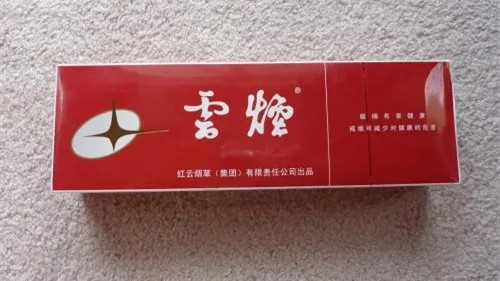 雲煙®
红云烟草（集团）有限责任公司出品
吸烟有害健康
戒烟可减少对健康的危害